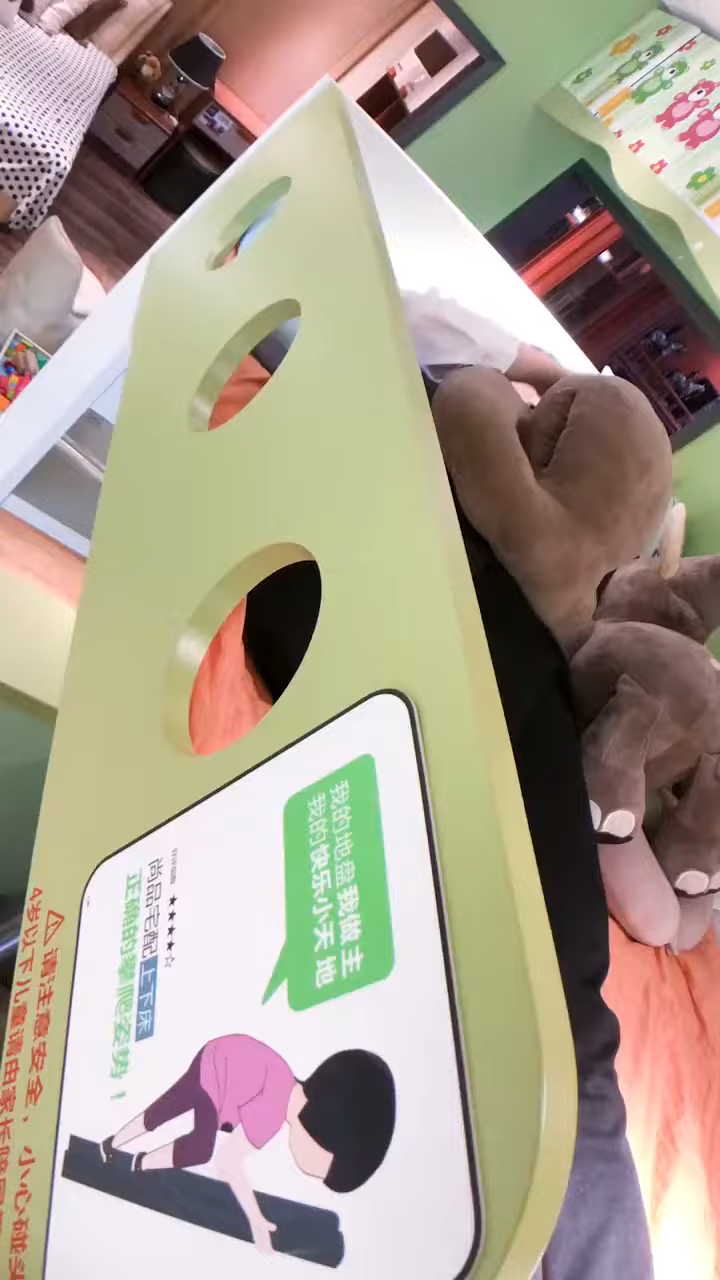 我的地盘我做主
我的快乐小天地
★★★★☆
尚品宅配 上下床
正确的攀爬姿势！
⚠请注意安全，小心碰头
4岁以下儿童请由家长陪同